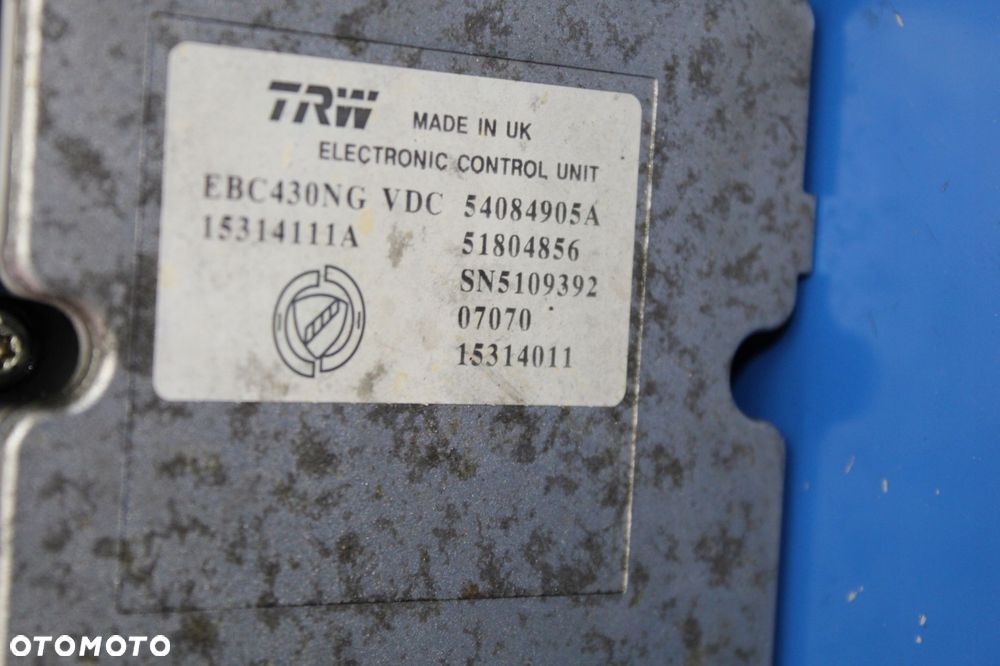 TRW MADE IN UK
ELECTRONIC CONTROL UNIT
EBC430NG VDC 54084905A
15314111A 51804856
SN5109392
07070
15314011
OTOMOTO